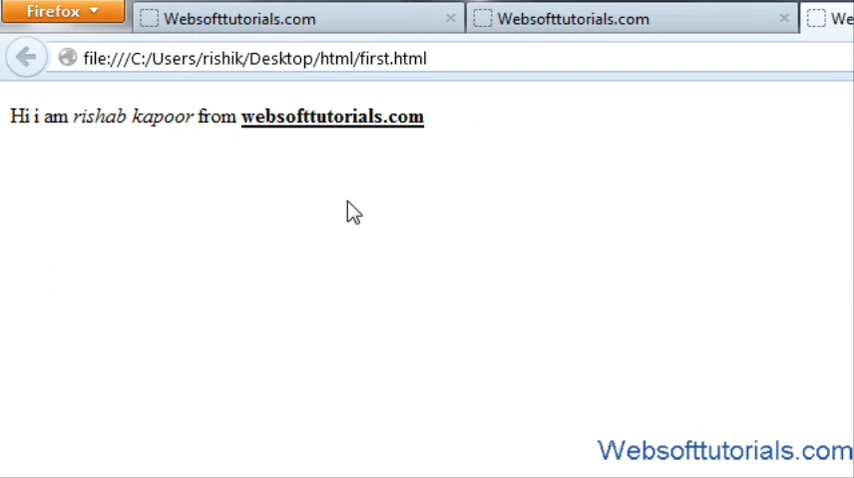 Firefox
Websofttutorials.com
Websofttutorials.com
We
file:///C:/Users/rishik/Desktop/html/first.html
Hi i am rishab kapoor from websofttutorials.com
Websofttutorials.com